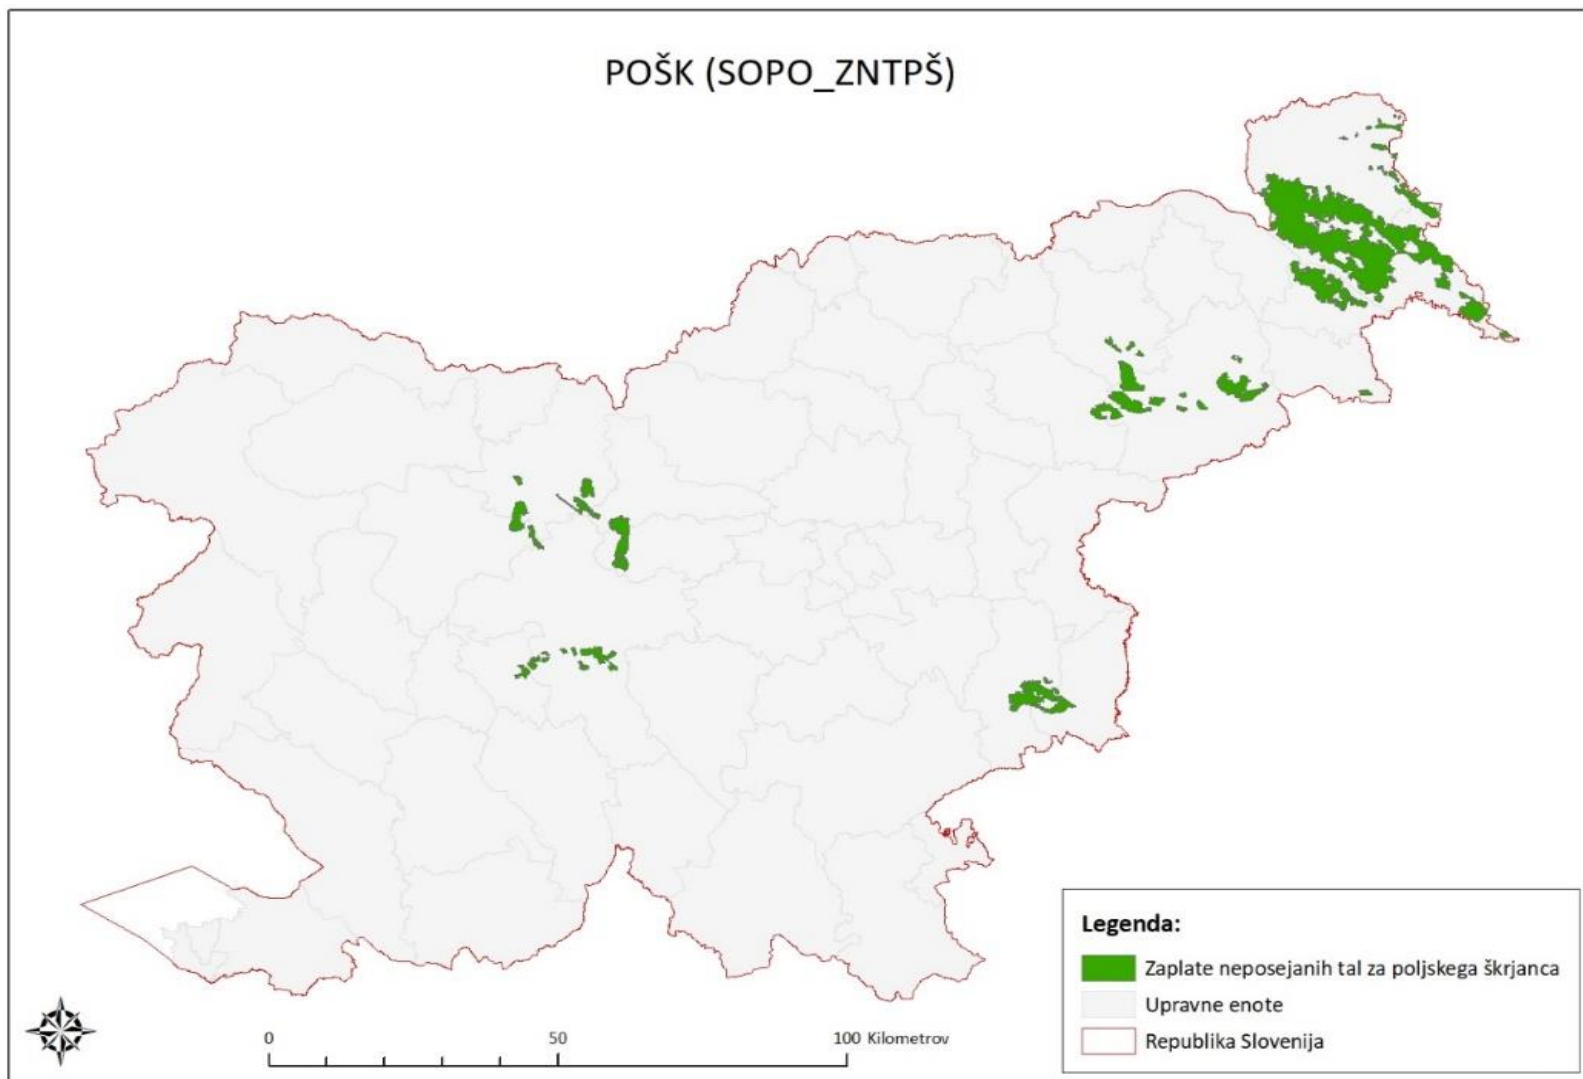 POŠK (SOPO_ZNTPŠ)
Legenda:
Zaplate neposejanih tal za poljskega škrjanca
Upravne enote
Republika Slovenija
0 50 100 Kilometrov